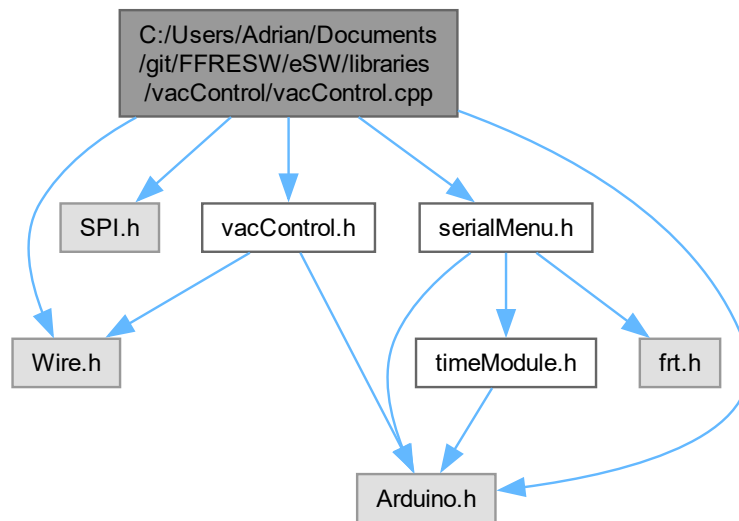 C:/Users/Adrian/Documents
/git/FFRESW/eSW/libraries
/vacControl/vacControl.cpp
SPI.h
vacControl.h
serialMenu.h
Wire.h
timeModule.h
frt.h
Arduino.h